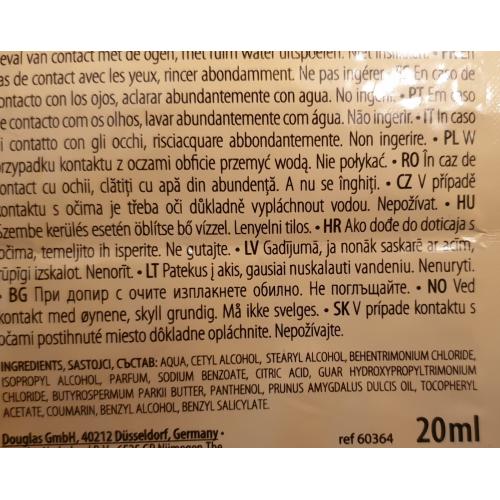 eval van contact met de ogen, met ruim water uitspoelen. Niet inslikken. • FR En
as de contact avec les yeux, rincer abondamment. Ne pas ingérer • ES En caso de
ontacto con los ojos, aclarar abundantemente con agua. No ingerir. • PT Em caso
e contacto com os olhos, lavar abundantemente com água. Não ingerir. • IT In caso
i contatto con gli occhi, risciacquare abbondantemente. Non ingerire. • PL W
przypadku kontaktu z oczami obficie przemyć wodą. Nie połykać. • RO În caz de
ontact cu ochii, clătiți cu apă din abundență. A nu se înghiți. • CZ V případě
kontaktu s očima je třeba oči důkladně vypláchnout vodou. Nepožívat. • HU
Szembe kerülés esetén öblítse bő vízzel. Lenyelni tilos. • HR Ako dođe do doticaja s
očima, temeljito ih isperite. Ne gutajte. • LV Gadījumā, ja nonāk saskarē ar acīm,
rūpīgi izskalot. Nenorīt. • LT Patekus į akis, gausiai nuskalauti vandeniu. Nenuryti.
• BG При допир с очите изплакнете обилно. Не поглъщайте. • NO Ved
kontakt med øynene, skyll grundig. Må ikke svelges. • SK V prípade kontaktu s
očami postihnuté miesto dôkladne opláchnite. Nepožívajte.
INGREDIENTS, SASTOJCI, СЪСТАВ: AQUA, CETYL ALCOHOL, STEARYL ALCOHOL, BEHENTRIMONIUM CHLORIDE,
ISOPROPYL ALCOHOL, PARFUM, SODIUM BENZOATE, CITRIC ACID, GUAR HYDROXYPROPYLTRIMONIUM
CHLORIDE, BUTYROSPERMUM PARKII BUTTER, PANTHENOL, PRUNUS AMYGDALUS DULCIS OIL, TOCOPHERYL
ACETATE, COUMARIN, BENZYL ALCOHOL, BENZYL SALICYLATE.
Douglas GmbH, 40212 Düsseldorf, Germany •
ref 60364 20ml